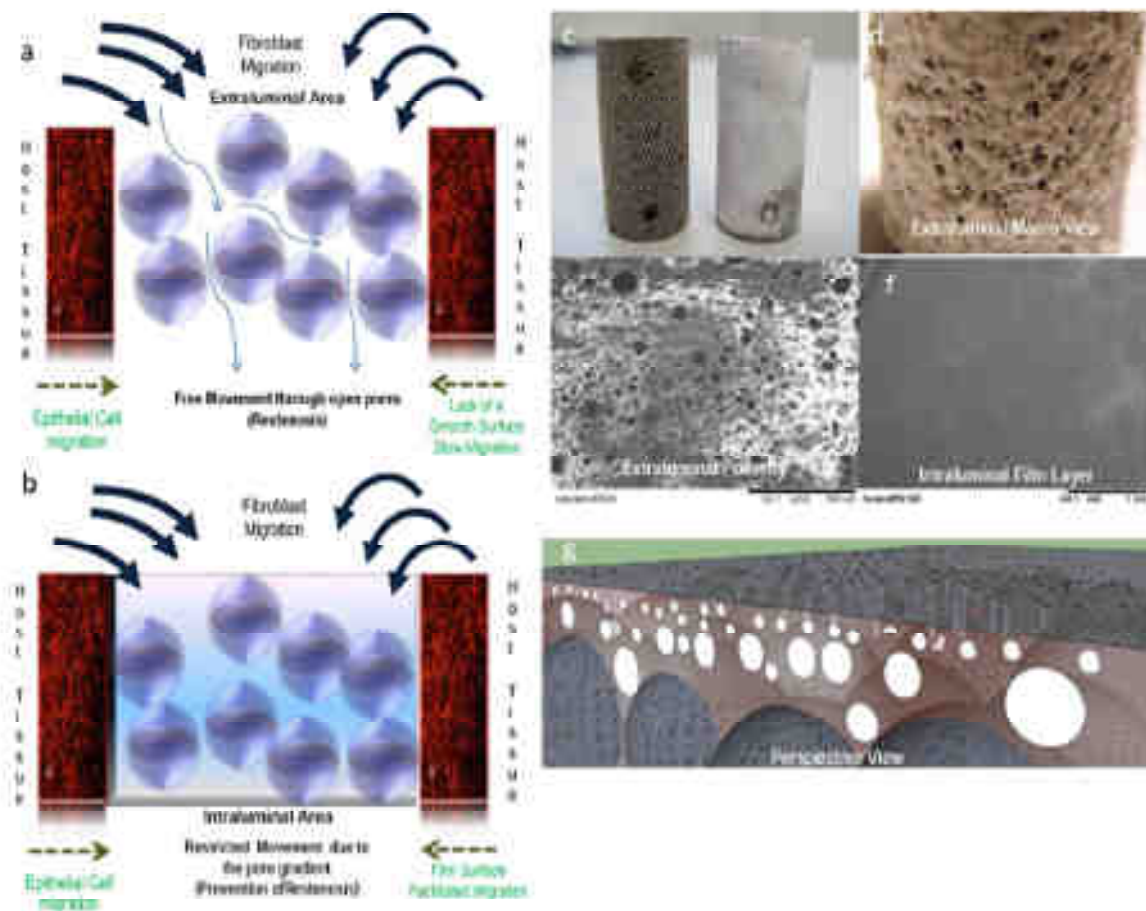 a
Fibroblast
Migration
Extraluminal Area
Host Tissue
Host Tissue
Free Movement through open pores
(Restenosis)
Epithelial Cell
migration
Lack of a
Smooth Surface
Slow Migration
b
Fibroblast
Migration
Host Tissue
Host Tissue
Intraluminal Area
Restricted Movement due to
the pore gradient
(Prevention of Restenosis)
Epithelial Cell
migration
Film Surface
Facilitated Migration
c
d
Extraluminal Macro View
Extraluminal Porosity
f
Intraluminal Film Layer
g
Perspective View